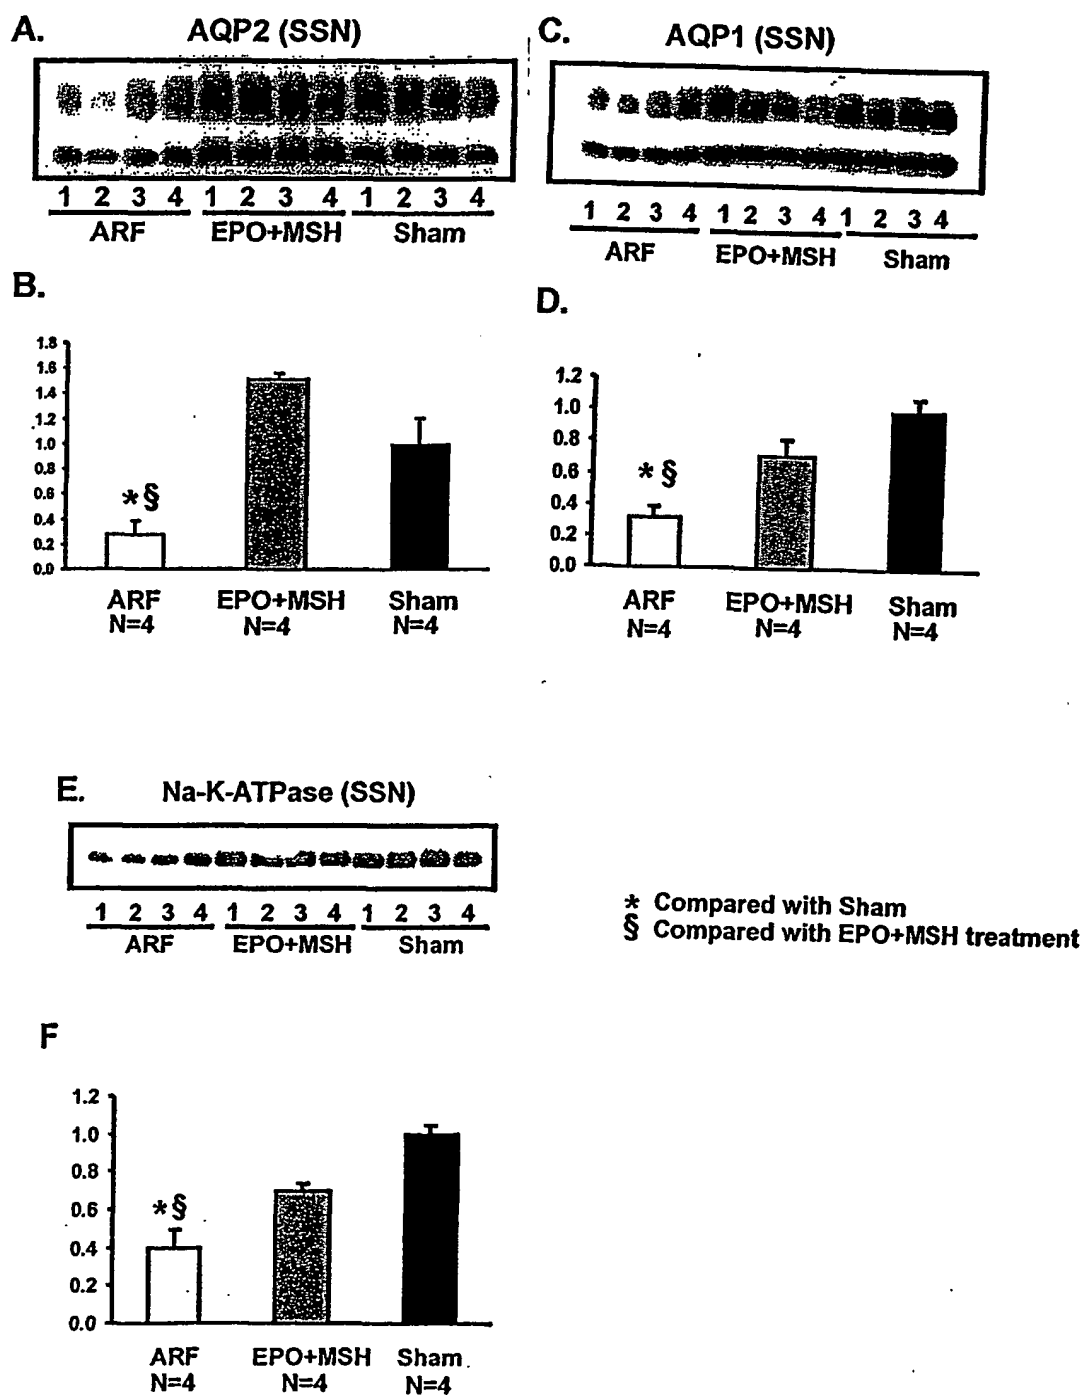 A.
AQP2 (SSN)
1 2 3 4 1 2 3 4 1 2 3 4
ARF EPO+MSH Sham
C.
AQP1 (SSN)
1 2 3 4 1 2 3 4 1 2 3 4
ARF EPO+MSH Sham
B.
1.8
1.6
1.4
1.2
1.0
0.8
0.6
0.4
0.2
0.0
*§
ARF EPO+MSH Sham
N=4 N=4 N=4
D.
1.2
1.0
0.8
0.6
0.4
0.2
0.0
*§
ARF EPO+MSH Sham
N=4 N=4 N=4
E.
Na-K-ATPase (SSN)
1 2 3 4 1 2 3 4 1 2 3 4
ARF EPO+MSH Sham
* Compared with Sham
§ Compared with EPO+MSH treatment
F
1.2
1.0
0.8
0.6
0.4
0.2
0.0
*§
ARF EPO+MSH Sham
N=4 N=4 N=4